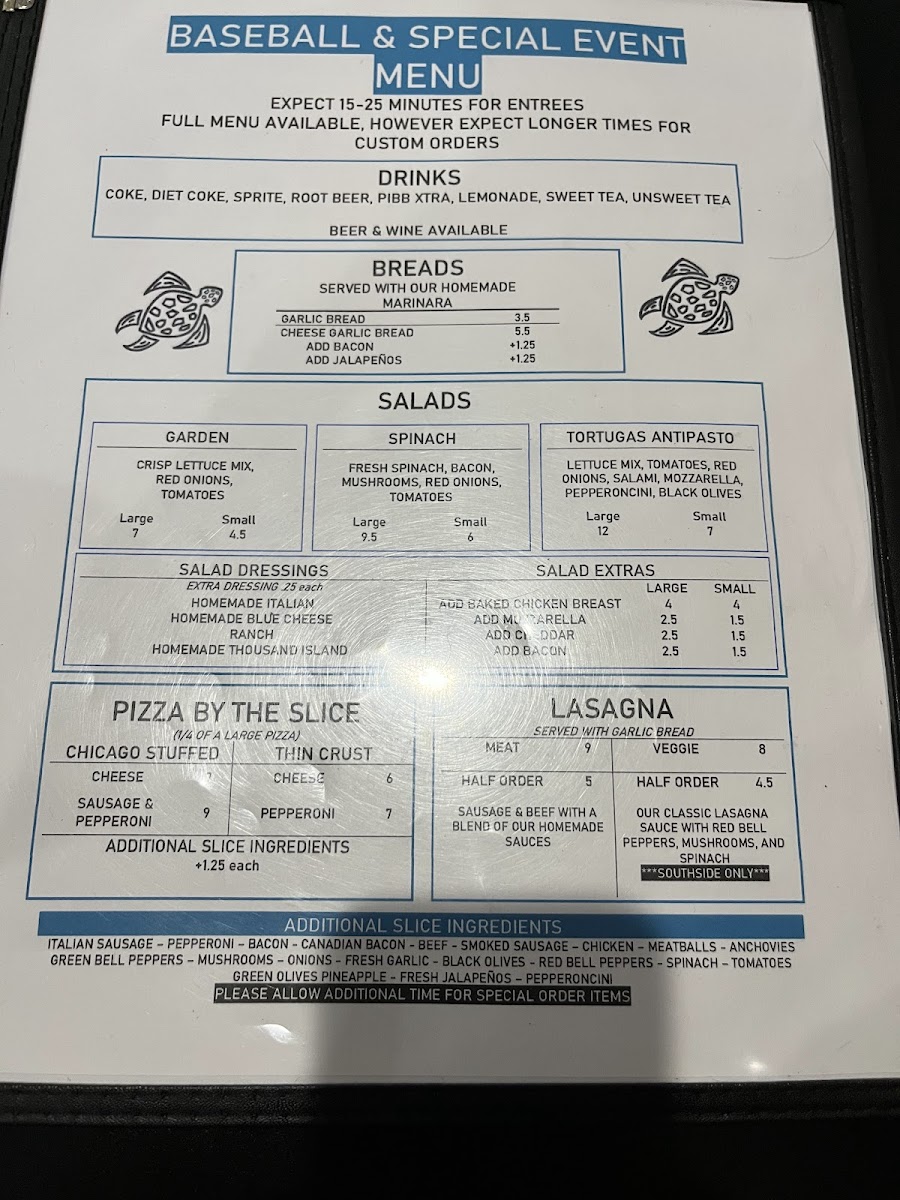 BASEBALL & SPECIAL EVENT
MENU
EXPECT 15-25 MINUTES FOR ENTREES
FULL MENU AVAILABLE, HOWEVER EXPECT LONGER TIMES FOR
CUSTOM ORDERS
DRINKS
COKE, DIET COKE, SPRITE, ROOT BEER, PIBB XTRA, LEMONADE, SWEET TEA, UNSWEET TEA
BEER & WINE AVAILABLE
BREADS
SERVED WITH OUR HOMEMADE
MARINARA
GARLIC BREAD 3.5
CHEESE GARLIC BREAD 5.5
ADD BACON +1.25
ADD JALAPEÑOS +1.25
SALADS
GARDEN
CRISP LETTUCE MIX,
RED ONIONS,
TOMATOES
Large Small
7 4.5
SPINACH
FRESH SPINACH, BACON,
MUSHROOMS, RED ONIONS,
TOMATOES
Large Small
9.5 6
TORTUGAS ANTIPASTO
LETTUCE MIX, TOMATOES, RED
ONIONS, SALAMI, MOZZARELLA,
PEPPERONCINI, BLACK OLIVES
Large Small
12 7
SALAD DRESSINGS
EXTRA DRESSING .25 each
HOMEMADE ITALIAN
HOMEMADE BLUE CHEESE
RANCH
HOMEMADE THOUSAND ISLAND
SALAD EXTRAS
LARGE SMALL
ADD BAKED CHICKEN BREAST 4 4
ADD MOZZARELLA 2.5 1.5
ADD CHEDDAR 2.5 1.5
ADD BACON 2.5 1.5
PIZZA BY THE SLICE
(1/4 OF A LARGE PIZZA)
CHICAGO STUFFED
CHEESE 7
SAUSAGE &
PEPPERONI 9
THIN CRUST
CHEESE 6
PEPPERONI 7
ADDITIONAL SLICE INGREDIENTS
+1.25 each
LASAGNA
SERVED WITH GARLIC BREAD
MEAT 9
HALF ORDER 5
SAUSAGE & BEEF WITH A
BLEND OF OUR HOMEMADE
SAUCES
VEGGIE 8
HALF ORDER 4.5
OUR CLASSIC LASAGNA
SAUCE WITH RED BELL
PEPPERS, MUSHROOMS, AND
SPINACH
***SOUTHSIDE ONLY***
ADDITIONAL SLICE INGREDIENTS
ITALIAN SAUSAGE – PEPPERONI – BACON – CANADIAN BACON – BEEF – SMOKED SAUSAGE – CHICKEN – MEATBALLS – ANCHOVIES
GREEN BELL PEPPERS – MUSHROOMS – ONIONS – FRESH GARLIC – BLACK OLIVES – RED BELL PEPPERS – SPINACH – TOMATOES
GREEN OLIVES PINEAPPLE – FRESH JALAPEÑOS – PEPPERONCINI
PLEASE ALLOW ADDITIONAL TIME FOR SPECIAL ORDER ITEMS